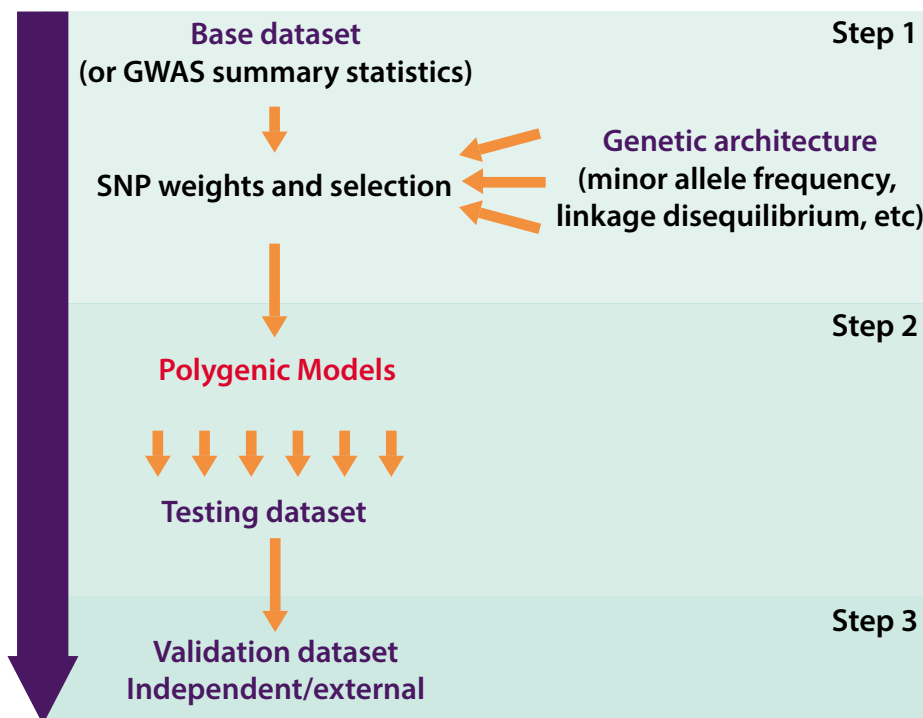 Base dataset
(or GWAS summary statistics)
Step 1
SNP weights and selection
Genetic architecture
(minor allele frequency,
linkage disequilibrium, etc)
Step 2
Polygenic Models
Testing dataset
Step 3
Validation dataset
Independent/external